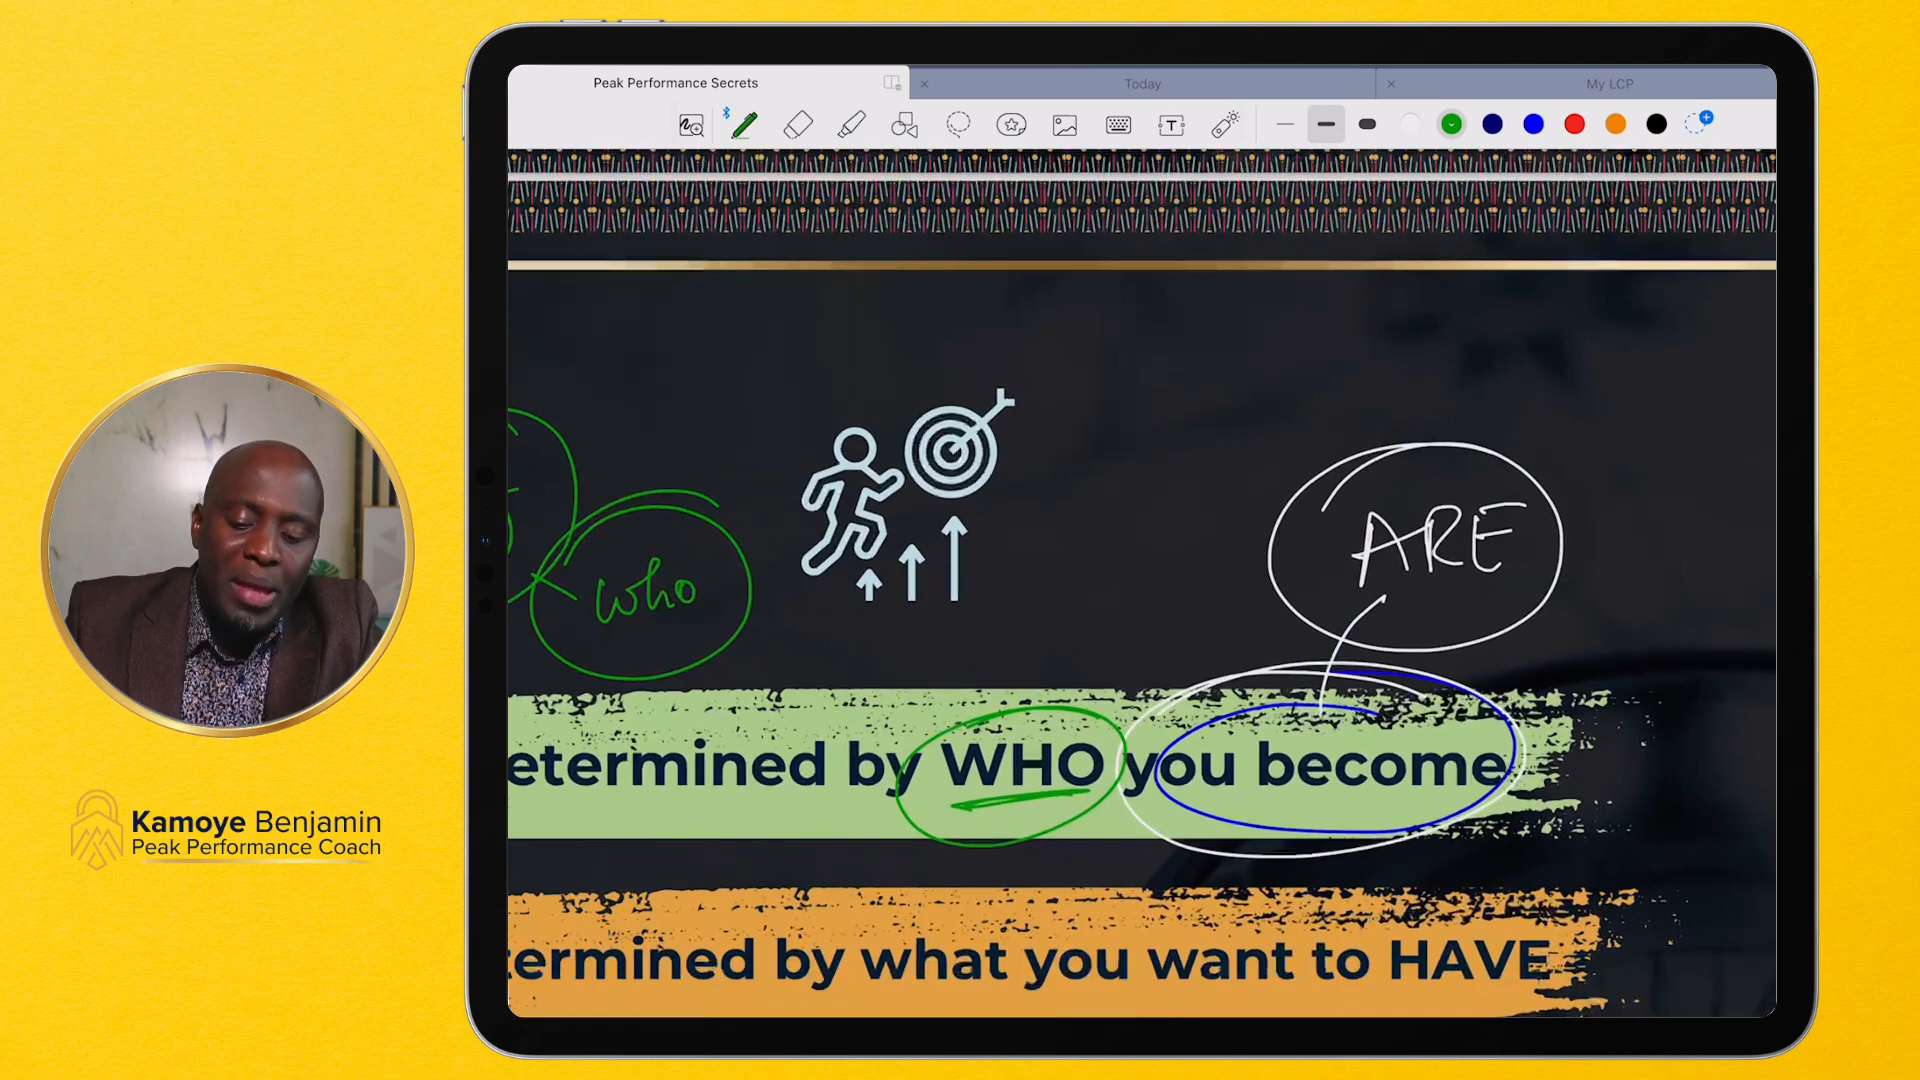 Peak Performance Secrets
Today
My LCP
T
ARE
Who
etermined by WHO you become
termined by what you want to HAVE
Kamoye Benjamin
Peak Performance Coach